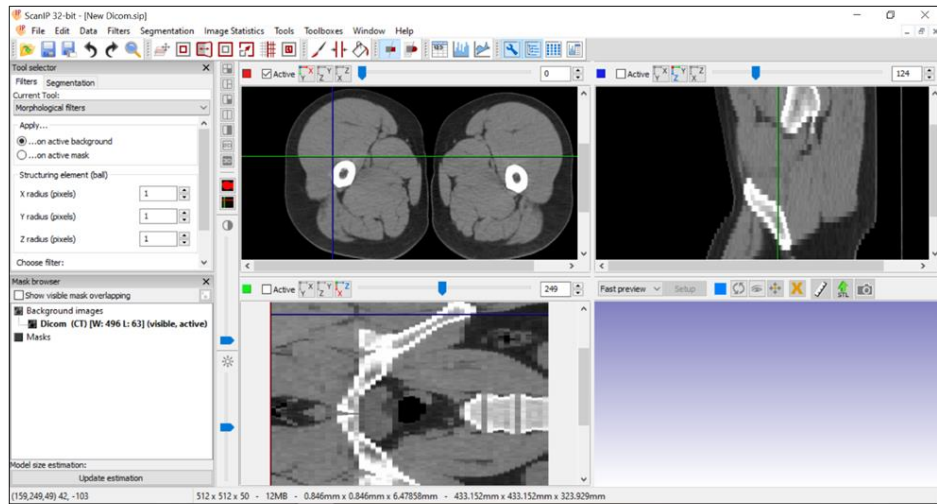 ScanIP 32-bit - [New Dicom.sip]
File Edit Data Filters Segmentation Image Statistics Tools Toolboxes Window Help
Tool selector
Filters Segmentation
Current Tool:
Morphological filters
Apply...
...on active background
...on active mask
Structuring element (ball)
X radius (pixels) 1
Y radius (pixels) 1
Z radius (pixels) 1
Choose filter:
Mask browser
Show visible mask overlapping
Background images
Dicom (CT) [W: 496 L: 63] (visible, active)
Masks
Model size estimation:
Update estimation
Active 0
Active 124
Active 249
Fast preview Setup STL
(159,249,49) 42, -103 512 x 512 x 50 - 12MB - 0.846mm x 0.846mm x 6.47858mm - 433.152mm x 433.152mm x 323.929mm